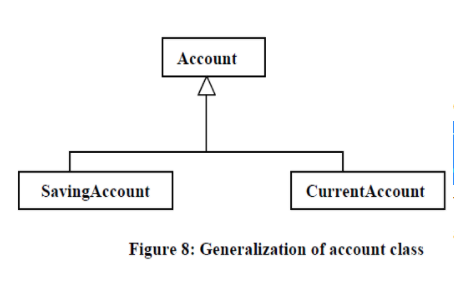 Account
SavingAccount
CurrentAccount
Figure 8: Generalization of account class